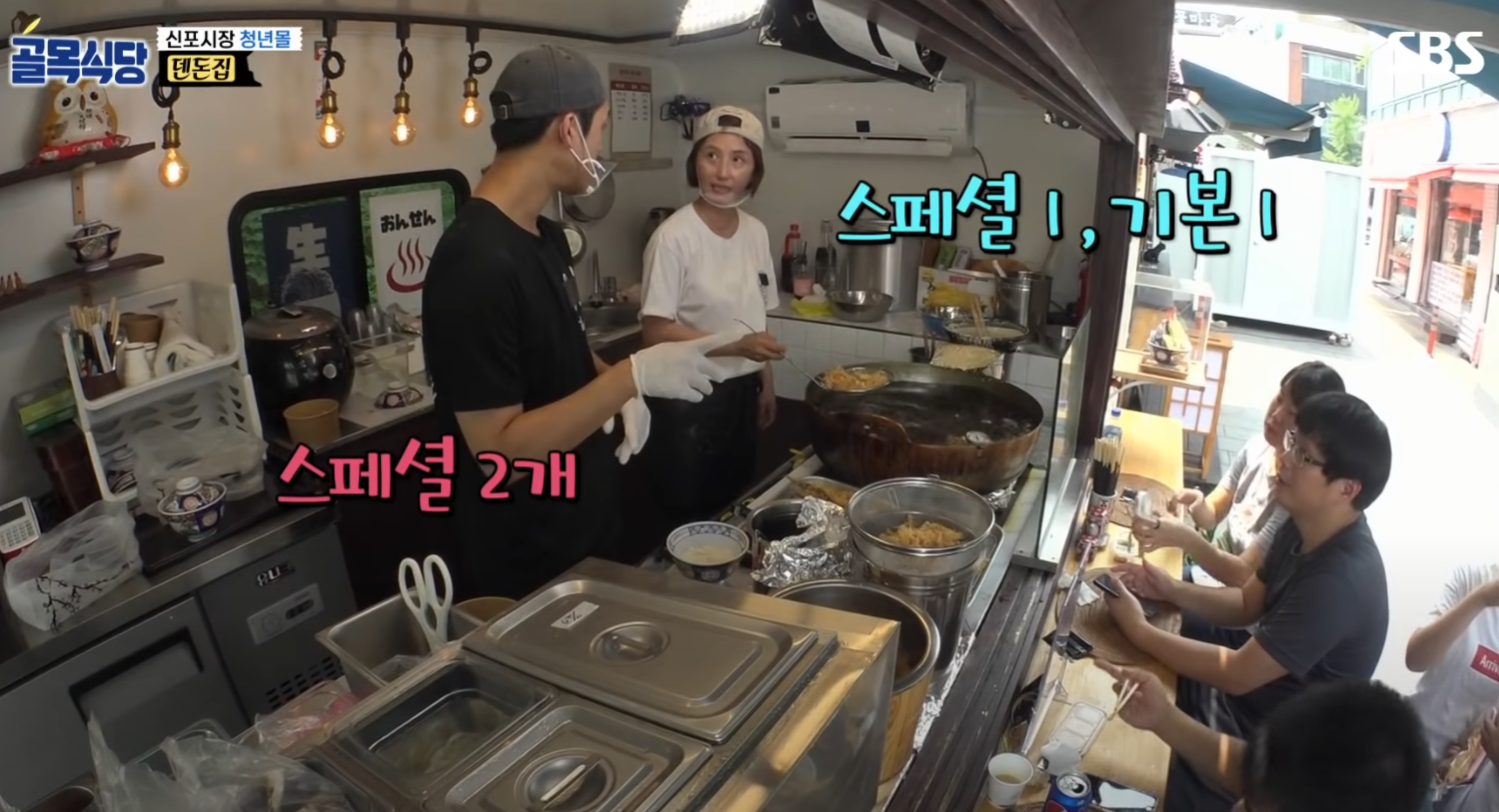 골목식당
신포시장 청년몰
텐돈집
SBS
스페셜 1, 기본 1
生
おんせん
스페셜 2개